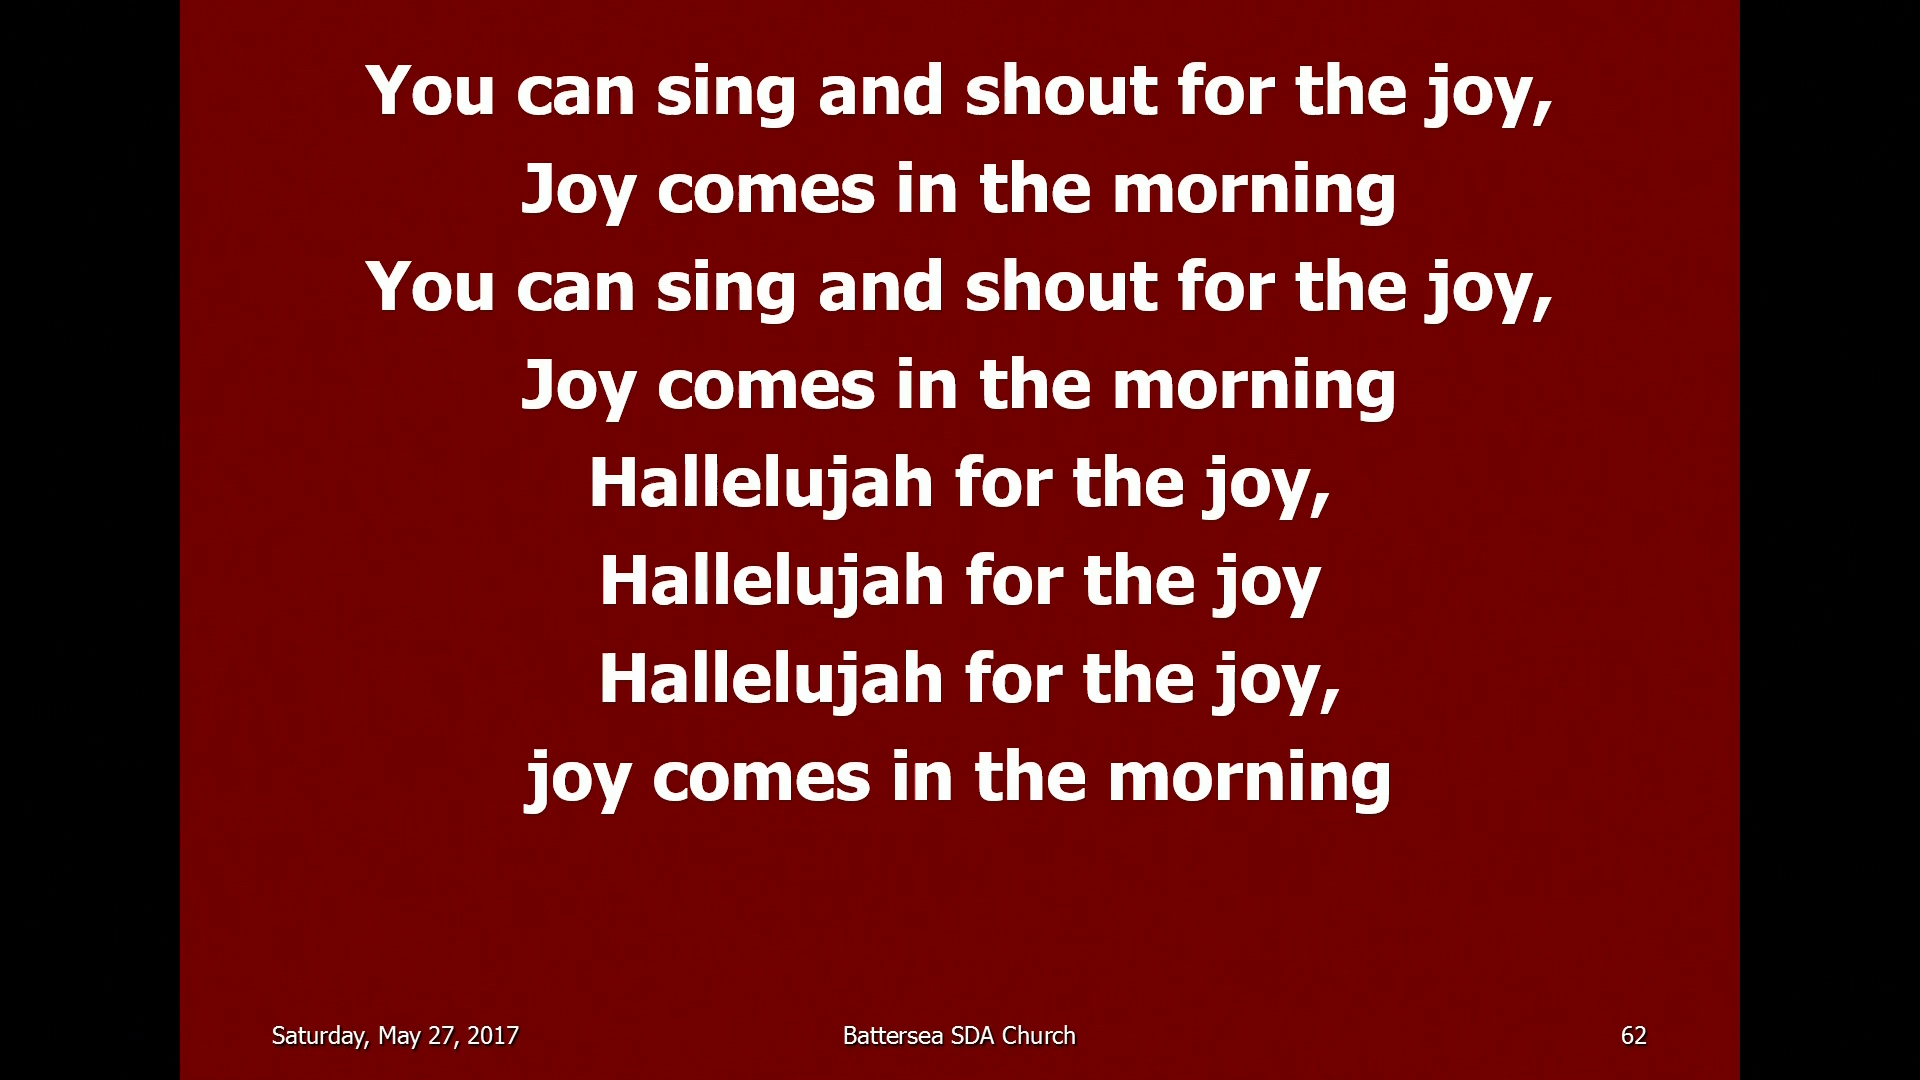 You can sing and shout for the joy,
Joy comes in the morning
You can sing and shout for the joy,
Joy comes in the morning
Hallelujah for the joy,
Hallelujah for the joy
Hallelujah for the joy,
joy comes in the morning
Saturday, May 27, 2017 Battersea SDA Church 62